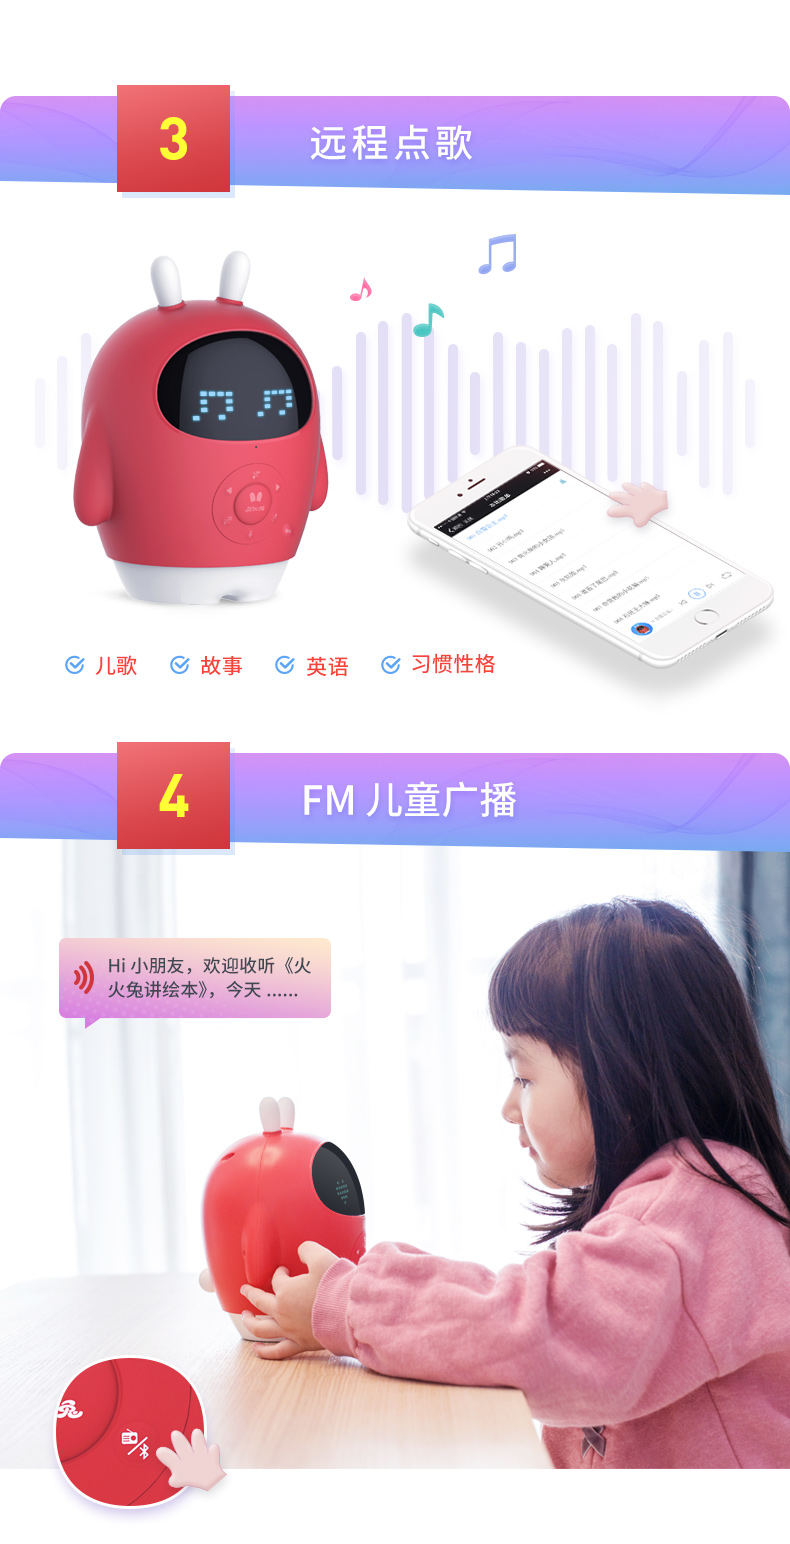 3
远程点歌
儿歌
故事
英语
习惯性格
4
FM 儿童广播
Hi 小朋友，欢迎收听《火
火兔讲绘本》，今天 ......
兔